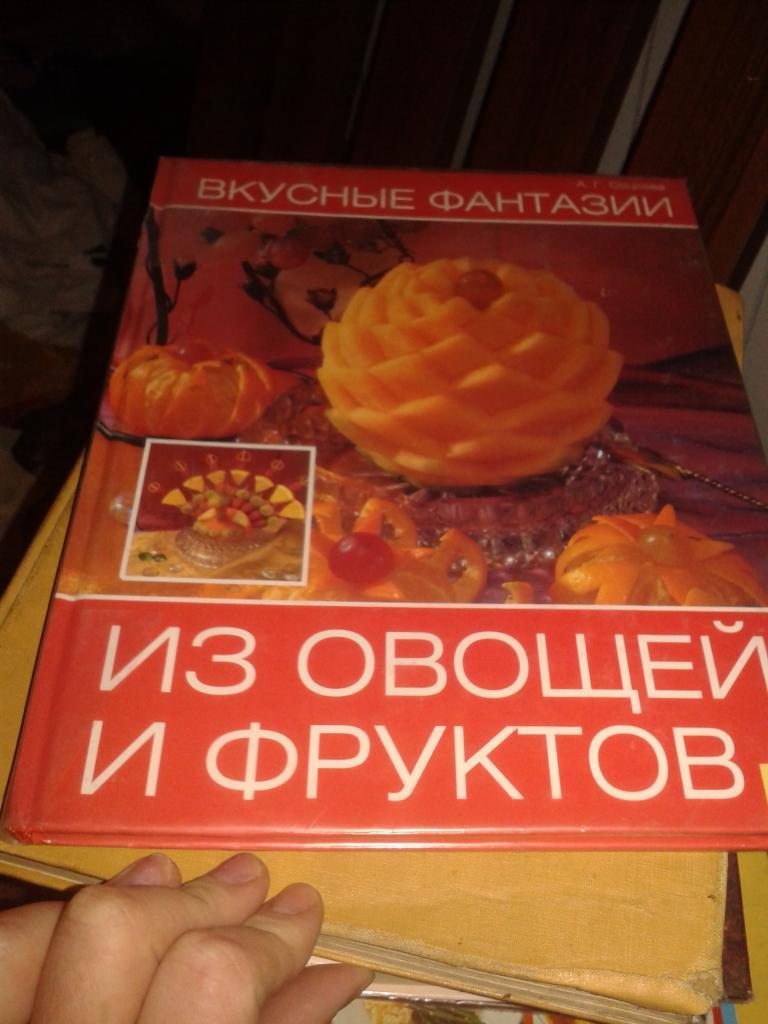 А. Г.
ВКУСНЫЕ ФАНТАЗИИ
ИЗ ОВОЩЕЙ
И ФРУКТОВ